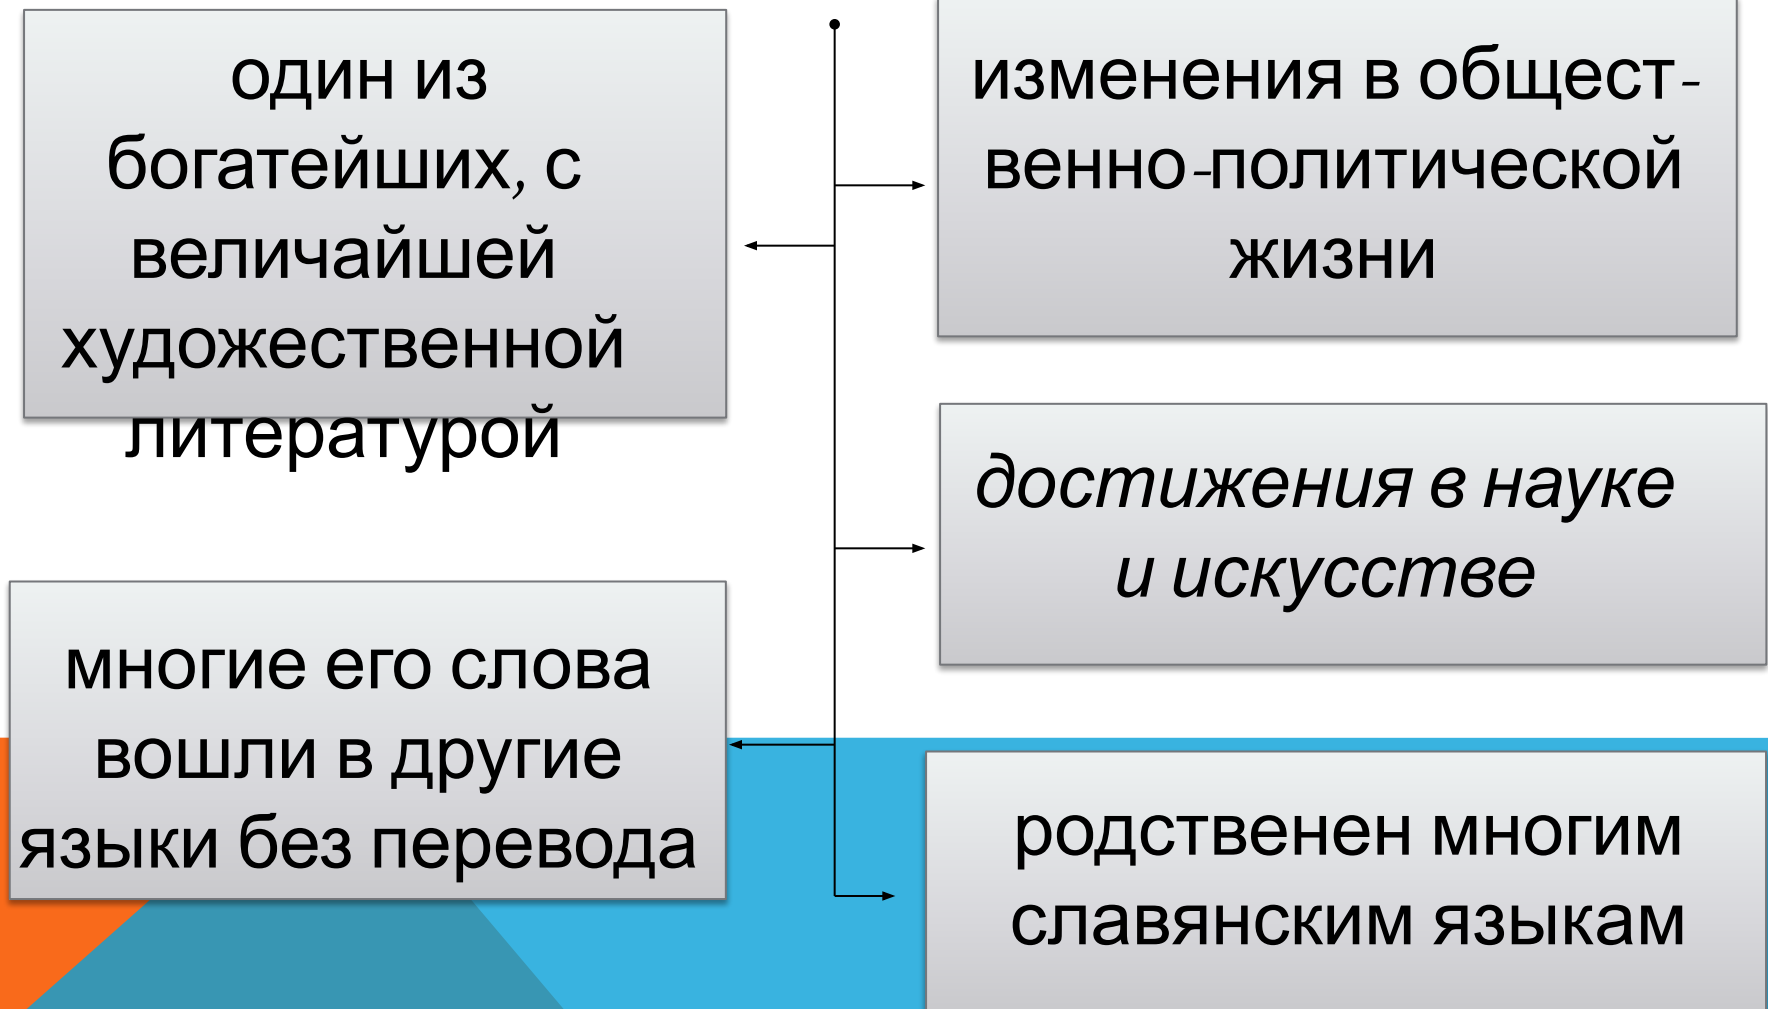 один из
богатейших, с
величайшей
художественной
литературой
изменения в общест-
венно-политической
жизни
достижения в науке
и искусстве
многие его слова
вошли в другие
языки без перевода
родственен многим
славянским языкам